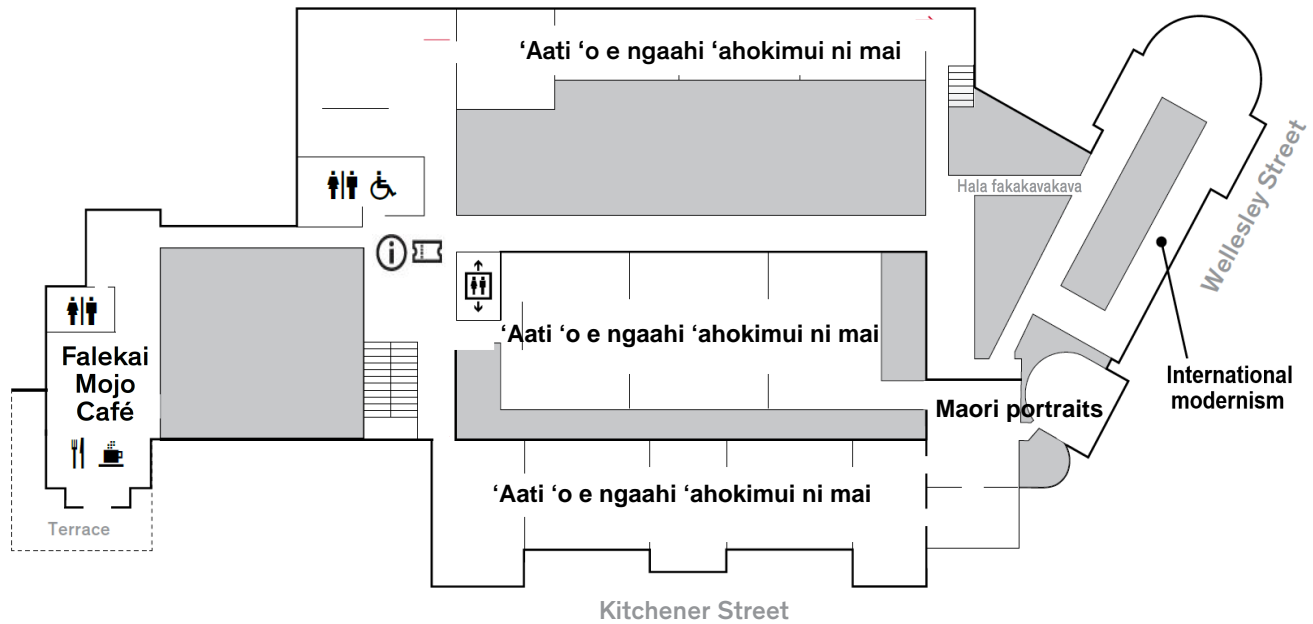 ‘Aati ‘o e ngaahi ‘ahokimui ni mai
Hala fakakavakava
Wellesley Street
‘Aati ‘o e ngaahi ‘ahokimui ni mai
Falekai
Mojo
Café
International
modernism
Maori portraits
‘Aati ‘o e ngaahi ‘ahokimui ni mai
Terrace
Kitchener Street